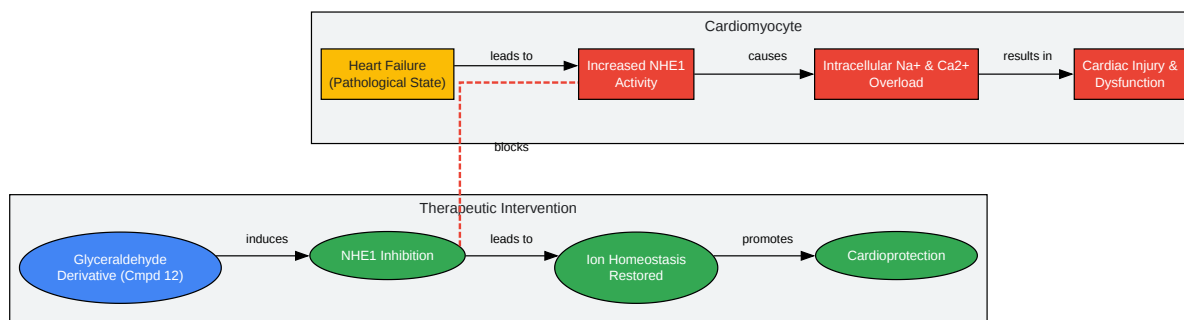 Cardiomyocyte
Heart Failure
(Pathological State)
leads to
Increased NHE1
Activity
causes
Intracellular Na+ & Ca2+
Overload
results in
Cardiac Injury &
Dysfunction
blocks
Therapeutic Intervention
Glyceraldehyde
Derivative (Cmpd 12)
induces
NHE1 Inhibition
leads to
Ion Homeostasis
Restored
promotes
Cardioprotection